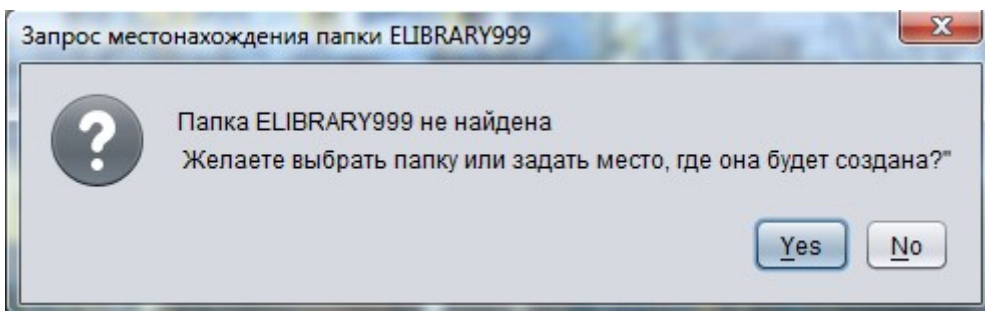 Запрос местонахождения папки ELIBRARY999
Папка ELIBRARY999 не найдена
Желаете выбрать папку или задать место, где она будет создана?"
Yes
No